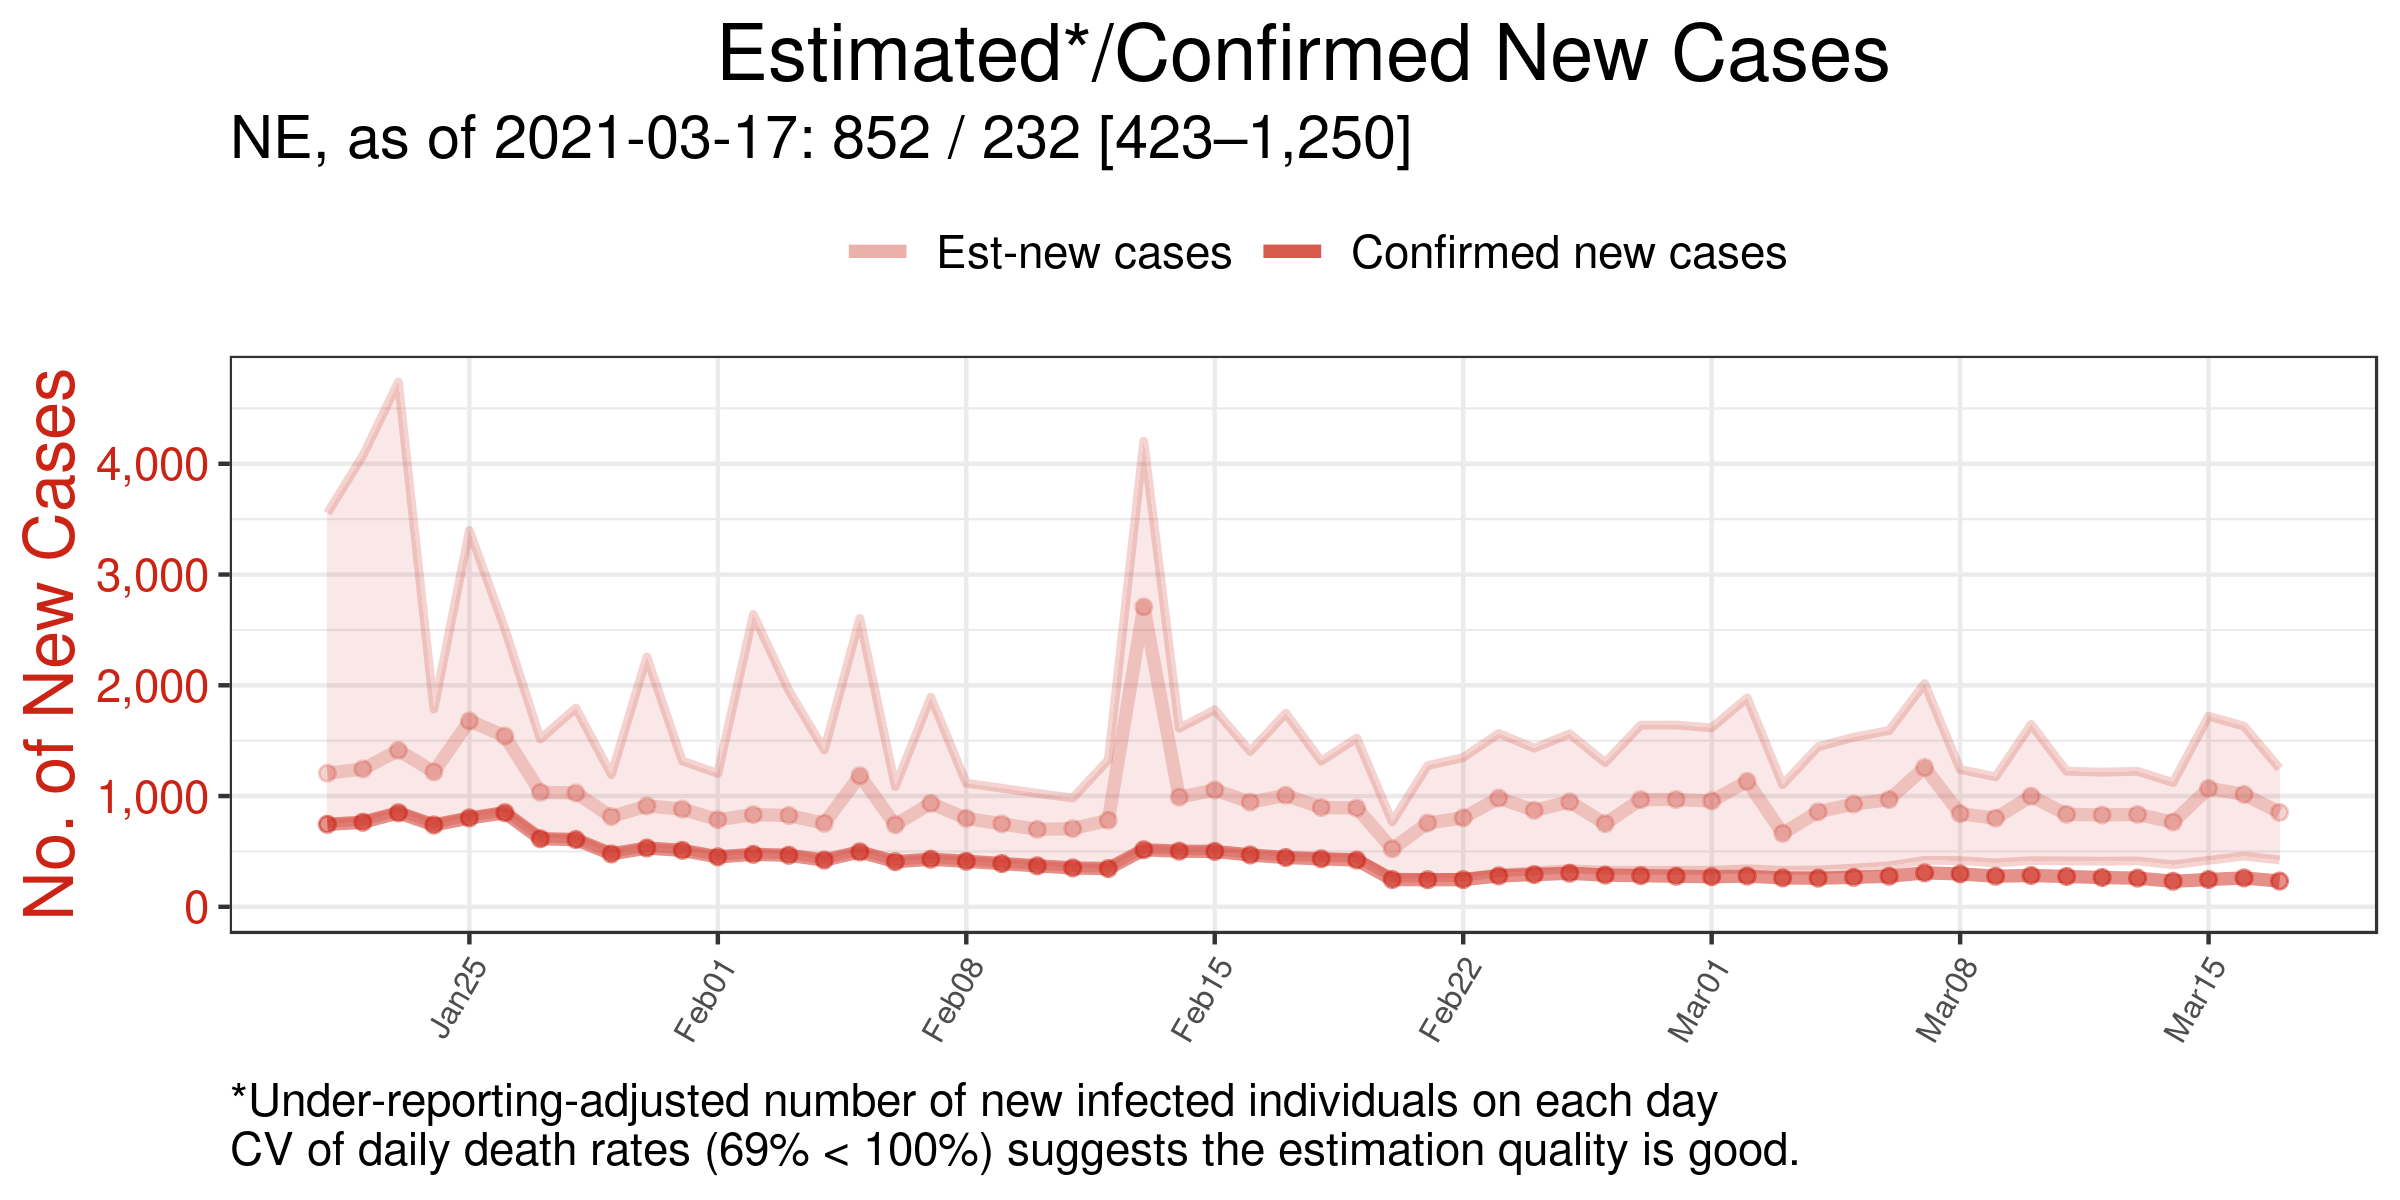 Estimated*/Confirmed New Cases
NE, as of 2021-03-17: 852 / 232 [423–1,250]
Est-new cases
Confirmed new cases
No. of New Cases
4,000
3,000
2,000
1,000
0
Jan25
Feb01
Feb08
Feb15
Feb22
Mar01
Mar08
Mar15
*Under-reporting-adjusted number of new infected individuals on each day
CV of daily death rates (69% < 100%) suggests the estimation quality is good.